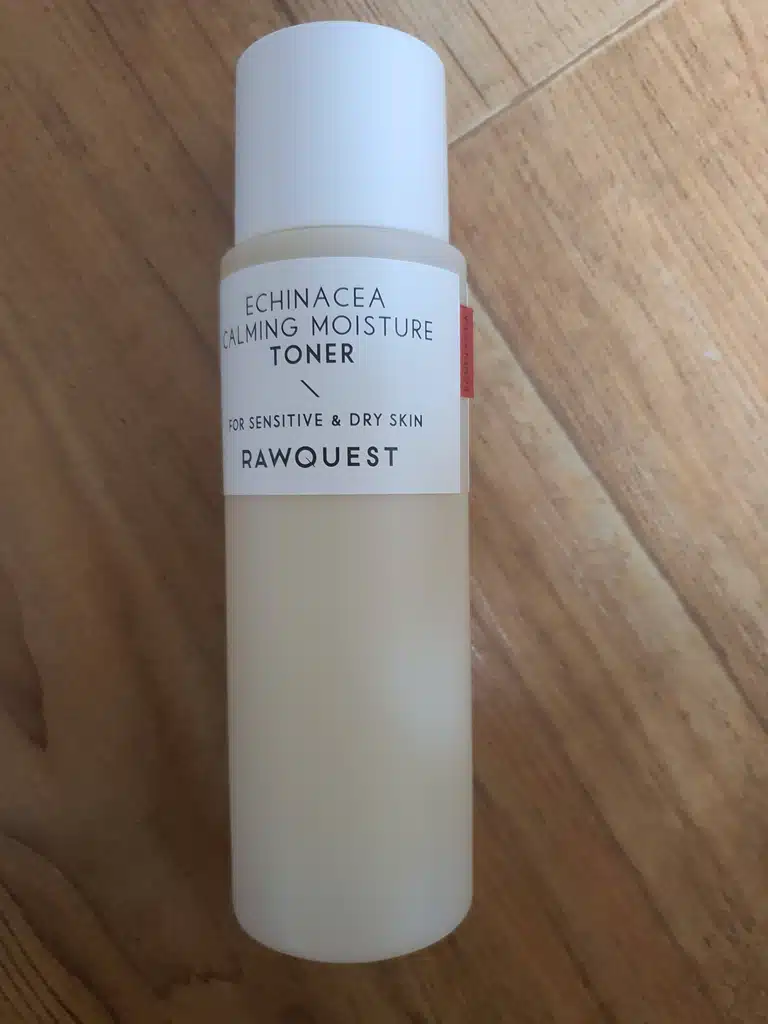 ECHINACEA
CALMING MOISTURE
TONER
FOR SENSITIVE & DRY SKIN
RAWQUEST